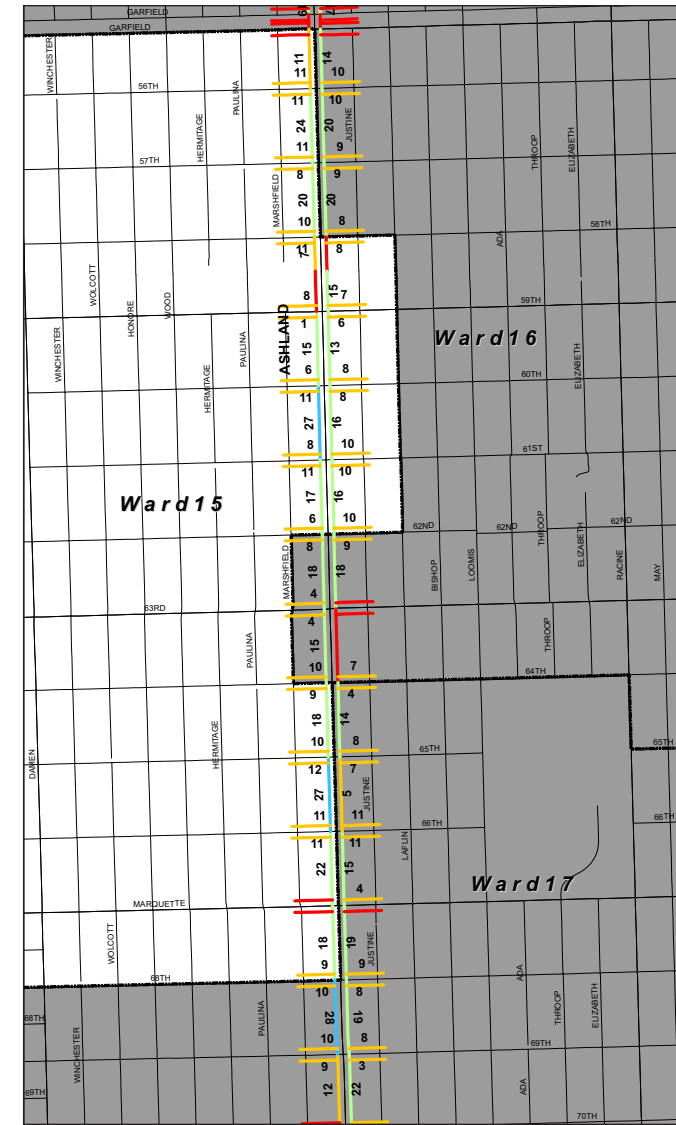 GARFIELD
19
17
GARFIELD
WINCHESTER
11
14
11
10
56TH
PAULINA
11
10
HERMITAGE
24
20
JUSTINE
11
9
57TH
THROOP
ELIZABETH
8
9
MARSHFIELD
20
20
10
8
58TH
ADA
11
7
8
WOLCOTT
HONORE
WOOD
8
15
7
59TH
ASHLAND
1
6
WINCHESTER
PAULINA
15
13
Ward16
ELIZABETH
6
8
60TH
HERMITAGE
11
8
27
16
8
10
61ST
11
10
Ward15
17
16
6
10
62ND
62ND
62ND
THROOP
ELIZABETH
MARSHFIELD
8
9
18
18
BISHOP
LOOMIS
RACINE
MAY
4
63RD
4
PAULINA
15
THROOP
10
7
64TH
9
4
18
14
HERMITAGE
10
8
65TH
65TH
DAMEN
12
7
27
5
JUSTINE
11
11
66TH
66TH
11
11
LAFLIN
22
15
4
Ward17
MARQUETTE
WOLCOTT
18
19
JUSTINE
9
9
68TH
ADA
10
8
THROOP
ELIZABETH
68TH
PAULINA
28
19
10
8
69TH
WINCHESTER
9
3
69TH
12
22
ADA
70TH